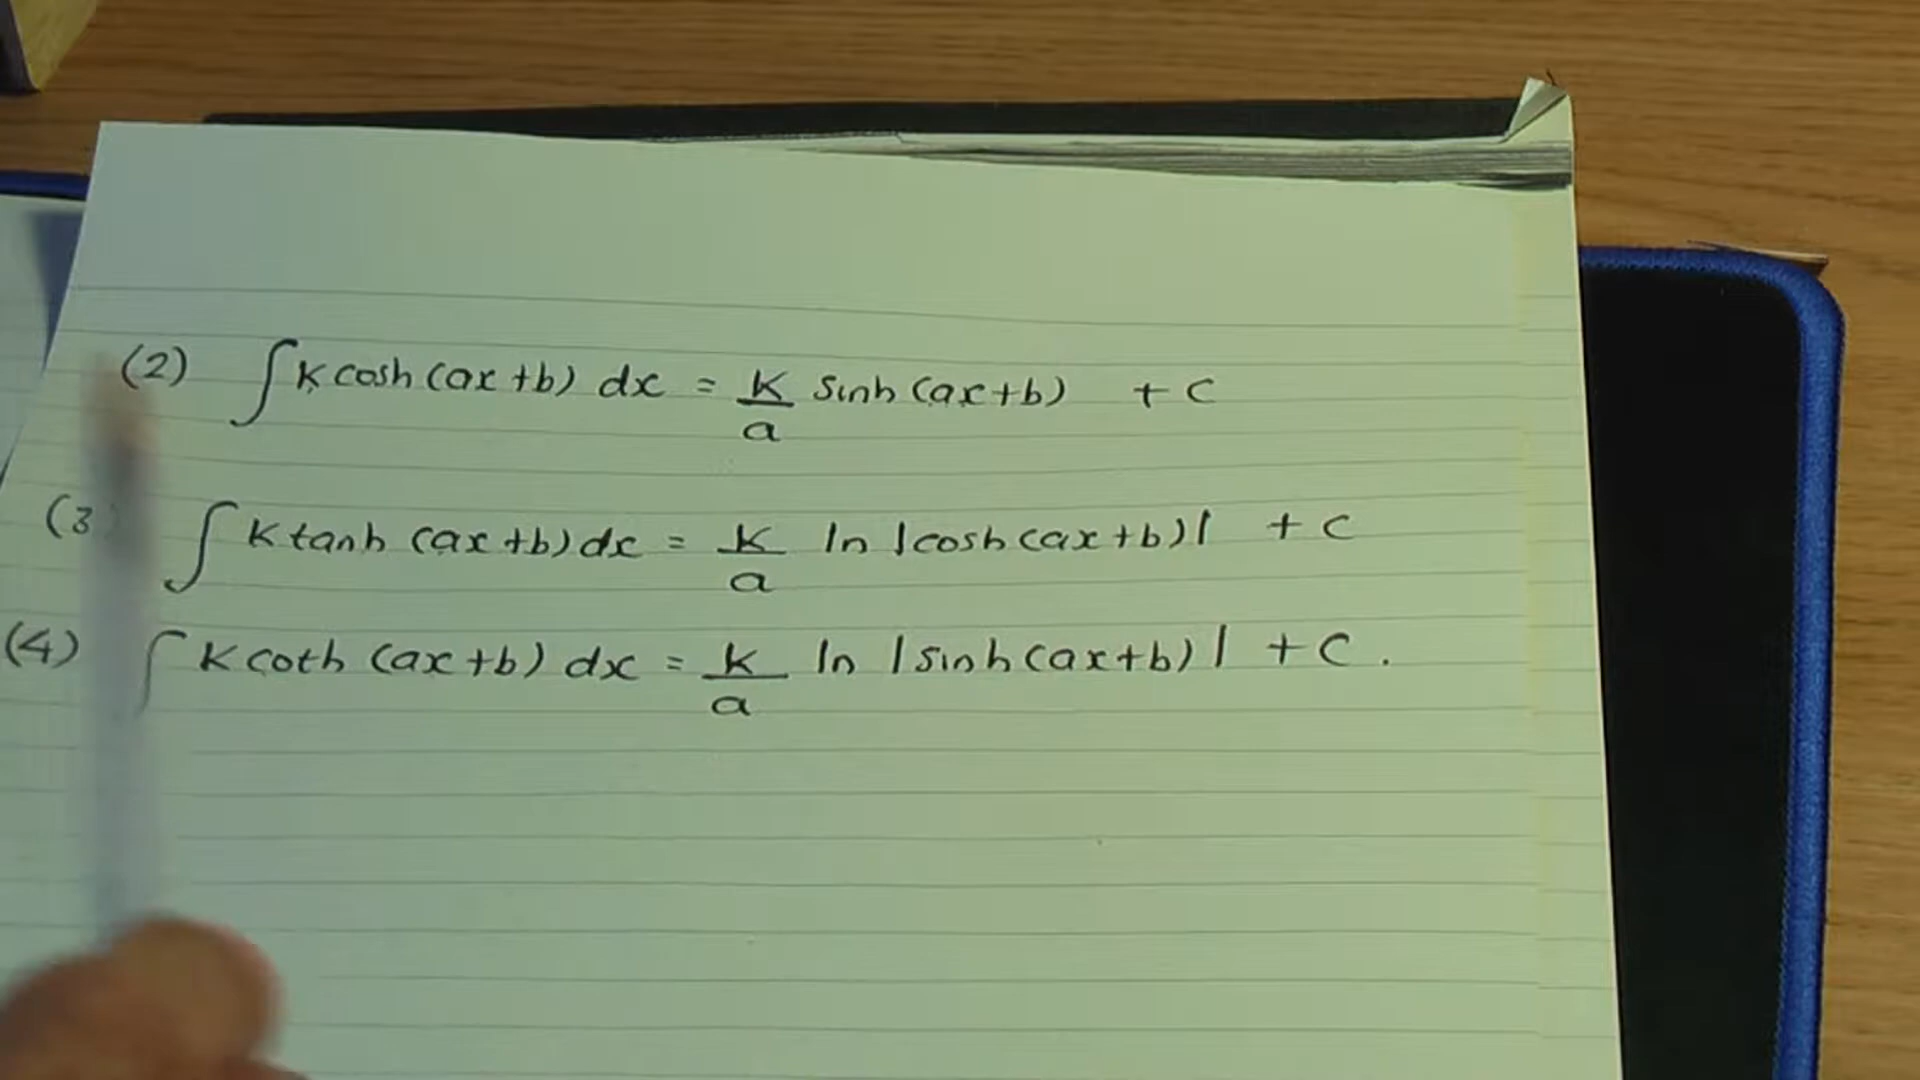 (2) ∫ K cosh (ax+b) dx = K/a sinh (ax+b) + C
(3) ∫ K tanh (ax+b) dx = K/a ln |cosh (ax+b)| + C
(4) ∫ K coth (ax+b) dx = K/a ln |sinh (ax+b)| + C.